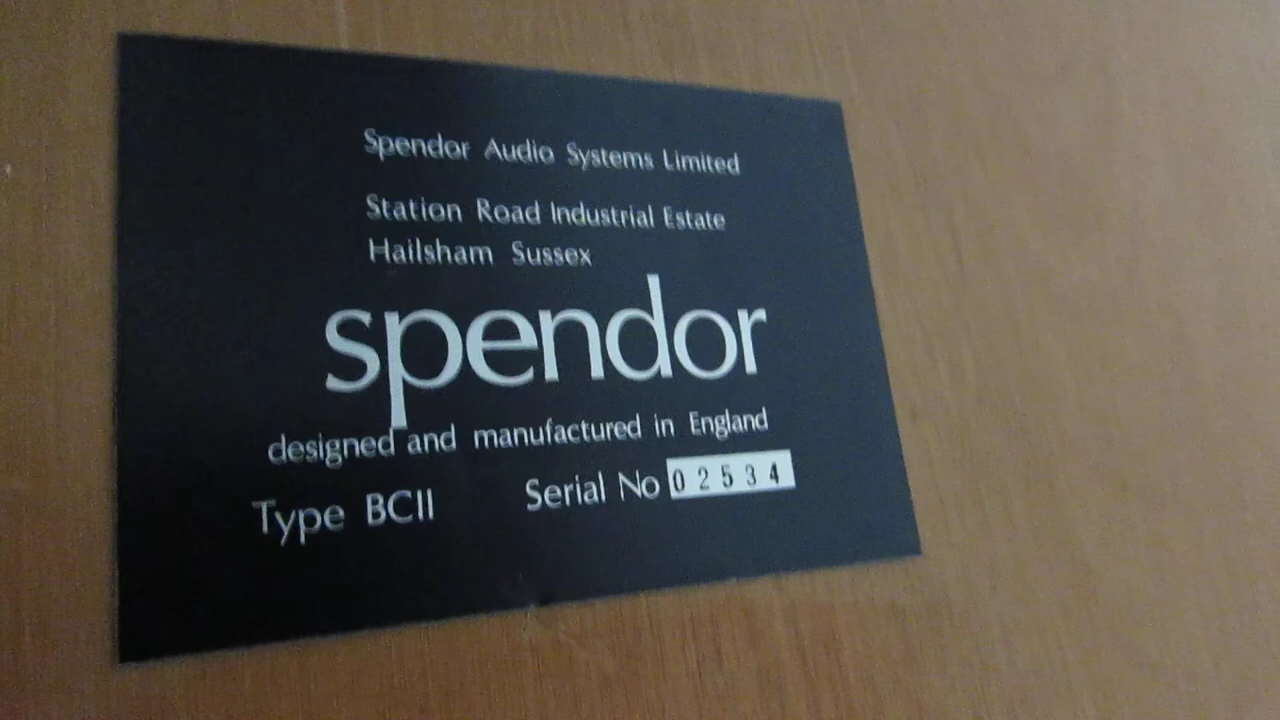 Spendor Audio Systems Limited
Station Road Industrial Estate
Hailsham Sussex
spendor
designed and manufactured in England
Type BCII Serial No 02534